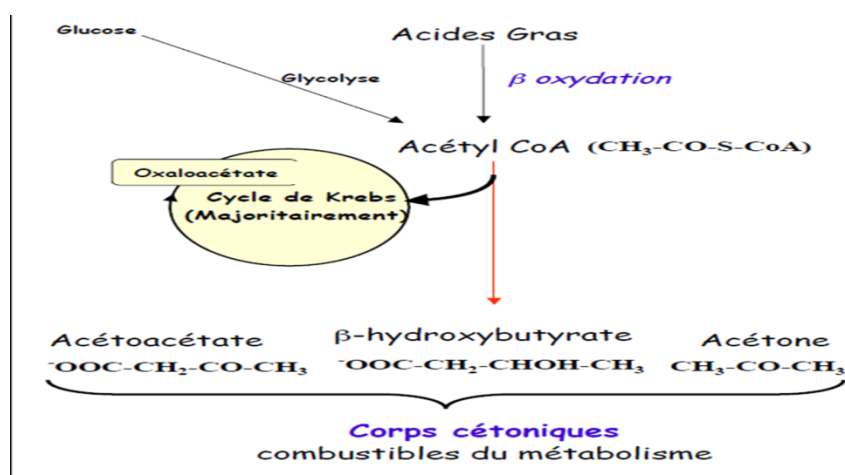 Glucose
Acides Gras
Glycolyse
β oxydation
Acétyl CoA (CH₃-CO-S-CoA)
Oxaloacétate
Cycle de Krebs
(Majoritairement)
Acétoacétate
β-hydroxybutyrate
Acétone
⁻OOC-CH₂-CO-CH₃
⁻OOC-CH₂-CHOH-CH₃
CH₃-CO-CH₃
Corps cétoniques
combustibles du métabolisme